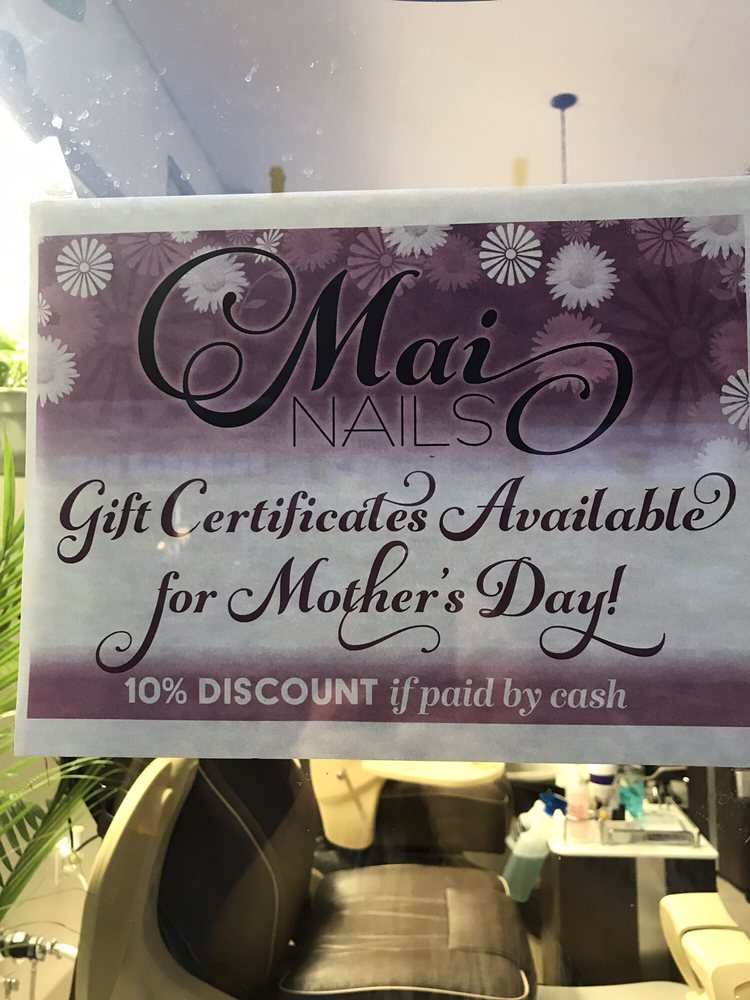 Mai
NAILS
Gift Certificates Available
for Mother's Day!
10% DISCOUNT if paid by cash